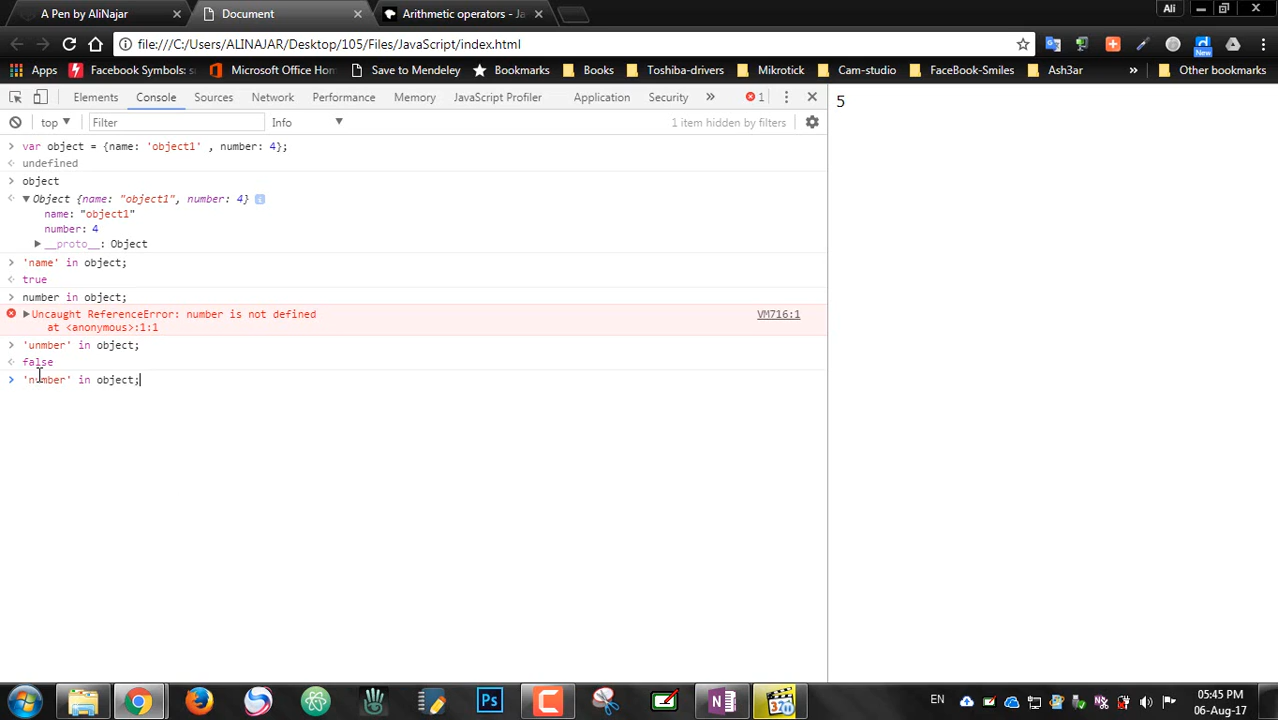 A Pen by AliNajar
Document
Arithmetic operators - Ja
Ali
file:///C:/Users/ALINAJAR/Desktop/105/Files/JavaScript/index.html
Apps
Facebook Symbols: s
Microsoft Office Hom
Save to Mendeley
Bookmarks
Books
Toshiba-drivers
Mikrotick
Cam-studio
FaceBook-Smiles
Ash3ar
»
Other bookmarks
New
Elements Console Sources Network Performance Memory JavaScript Profiler Application Security » 1
top Filter Info 1 item hidden by filters
5
var object = {name: 'object1' , number: 4};
undefined
object
Object {name: "object1", number: 4} i
name: "object1"
number: 4
__proto__: Object
'name' in object;
true
number in object;
Uncaught ReferenceError: number is not defined VM716:1
at <anonymous>:1:1
'unmber' in object;
false
'number' in object;
Ps
N
EN
05:45 PM
06-Aug-17